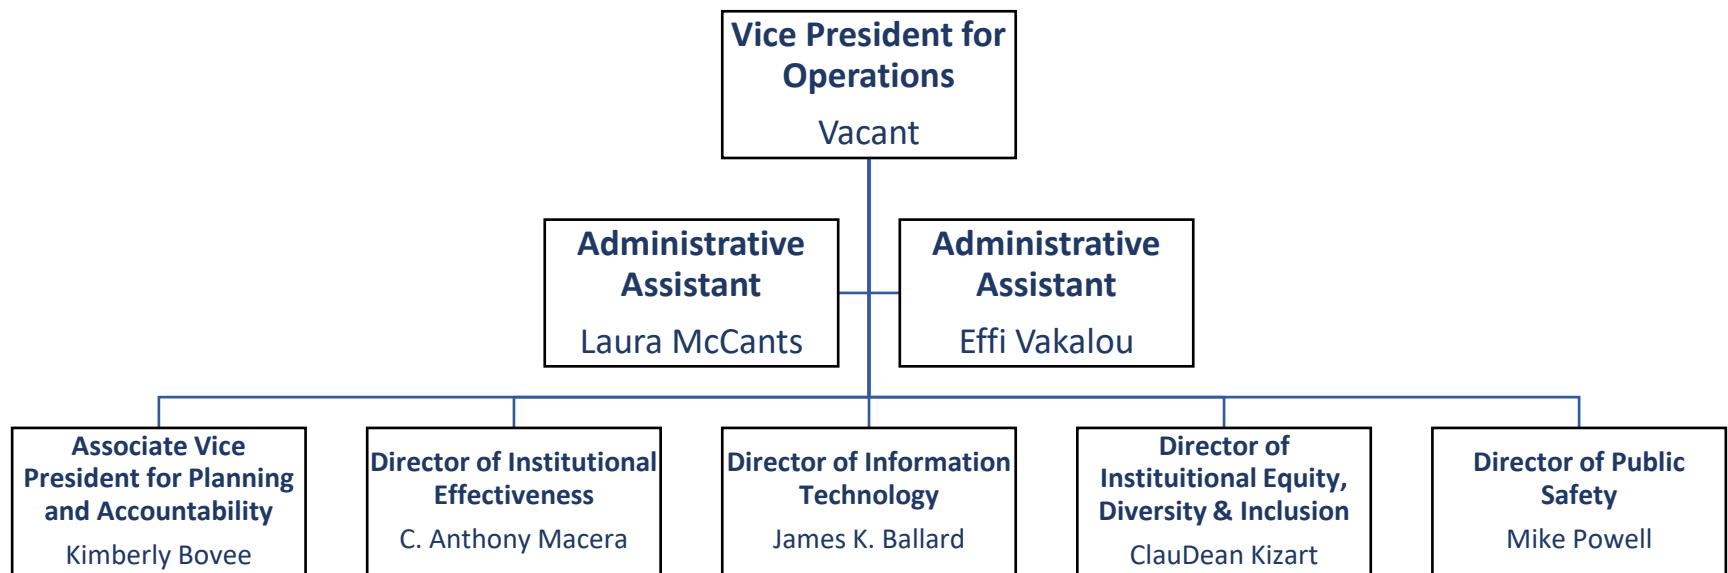 Vice President for
Operations
Vacant
Administrative
Assistant
Laura McCants
Administrative
Assistant
Effi Vakalou
Associate Vice
President for Planning
and Accountability
Kimberly Bovee
Director of Institutional
Effectiveness
C. Anthony Macera
Director of Information
Technology
James K. Ballard
Director of
Instituitional Equity,
Diversity & Inclusion
ClauDean Kizart
Director of Public
Safety
Mike Powell